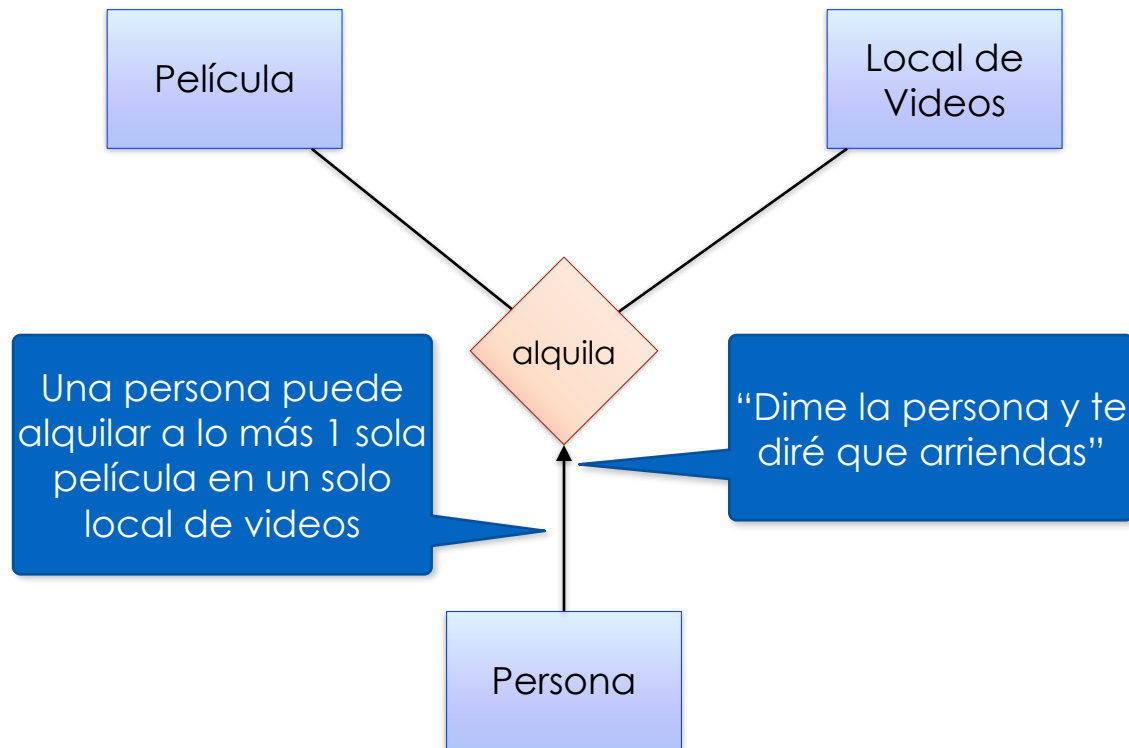 Película
Local de
Videos
alquila
Una persona puede
alquilar a lo más 1 sola
película en un solo
local de videos
“Dime la persona y te
diré que arriendas”
Persona